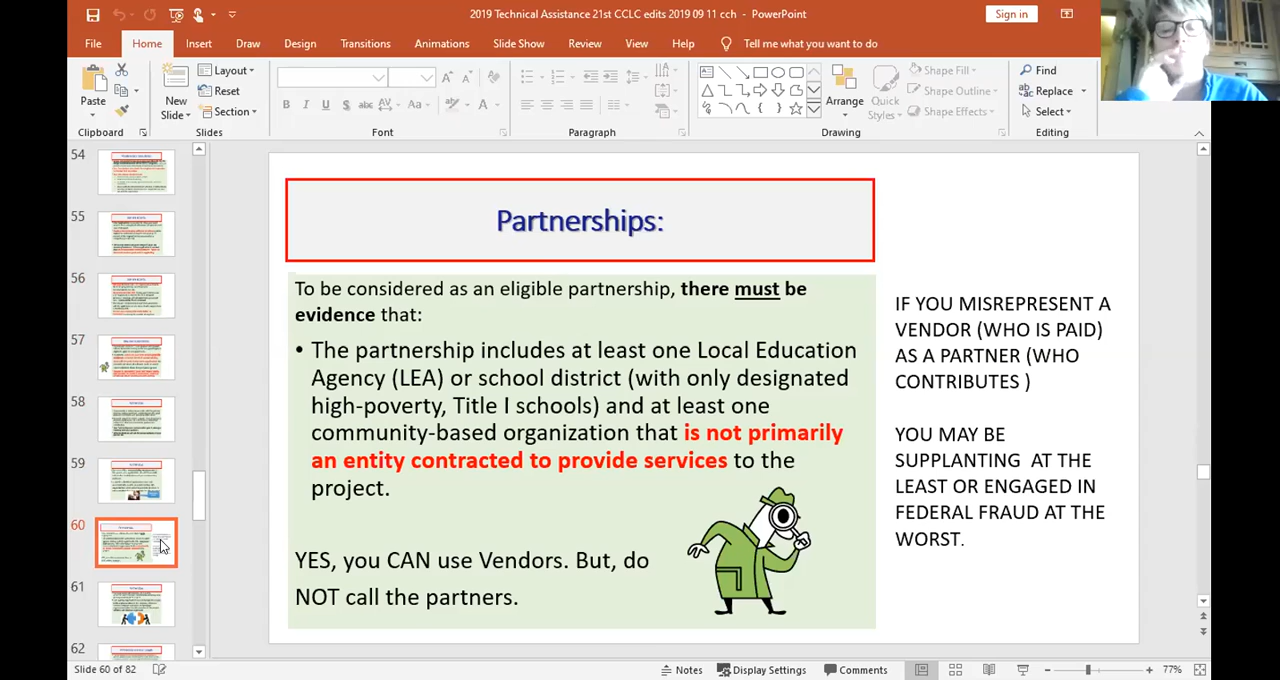 2019 Technical Assistance 21st CCLC edits 2019 09 11 cch - PowerPoint
Sign in
File Home Insert Draw Design Transitions Animations Slide Show Review View Help Tell me what you want to do
Paste
New
Slide
Layout
Reset
Section
B I U S abc AV Aa A
Arrange
Quick
Styles
Shape Fill
Shape Outline
Shape Effects
Find
Replace
Select
Clipboard Slides Font Paragraph Drawing Editing
54
55
56
57
58
59
60
61
62
Partnerships:
To be considered as an eligible partnership, there must be
evidence that:
• The partnership includes at least one Local Education
Agency (LEA) or school district (with only designated
high-poverty, Title I schools) and at least one
community-based organization that is not primarily
an entity contracted to provide services to the
project.
YES, you CAN use Vendors. But, do
NOT call the partners.
IF YOU MISREPRESENT A
VENDOR (WHO IS PAID)
AS A PARTNER (WHO
CONTRIBUTES )
YOU MAY BE
SUPPLANTING AT THE
LEAST OR ENGAGED IN
FEDERAL FRAUD AT THE
WORST.
Slide 60 of 82 Notes Display Settings Comments 77%